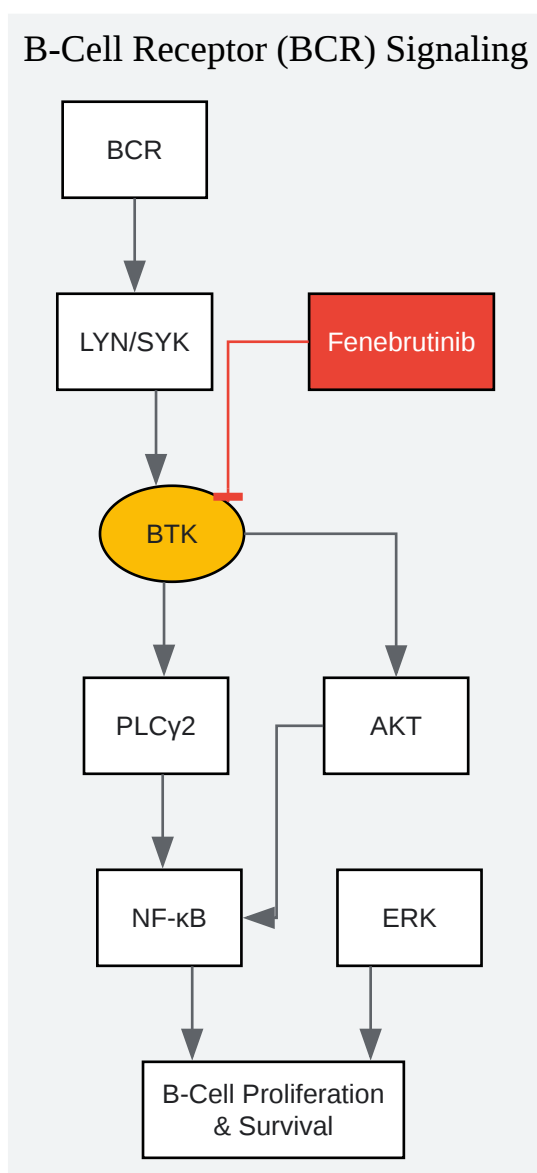 B-Cell Receptor (BCR) Signaling
BCR
LYN/SYK
Fenebrutinib
BTK
PLCγ2
AKT
NF-κB
ERK
B-Cell Proliferation
& Survival